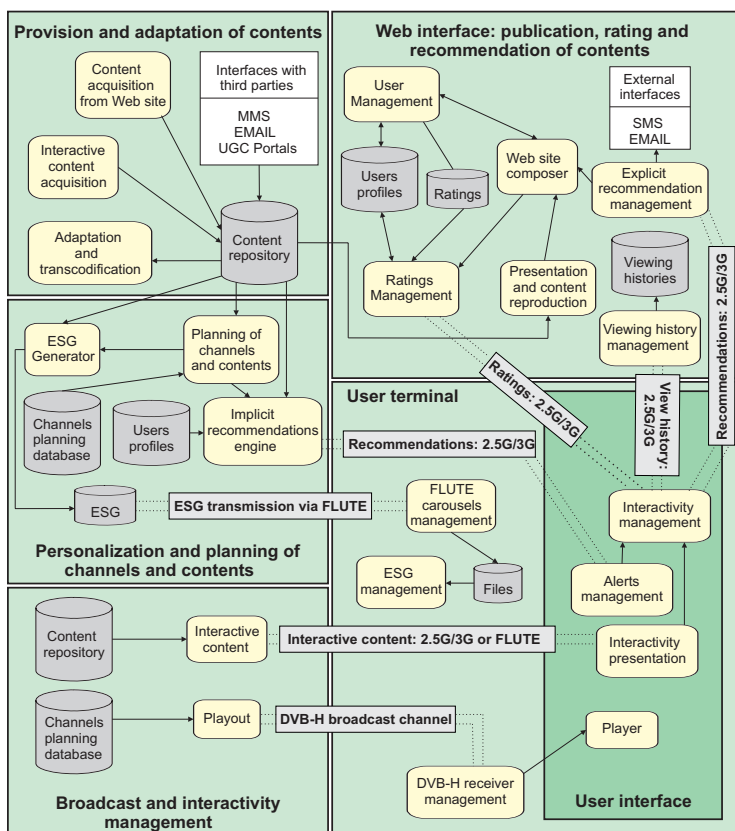 Provision and adaptation of contents
Content
acquisition
from Web site
Interfaces with
third parties
MMS
EMAIL
UGC Portals
Interactive
content
acquisition
Adaptation and
transcodification
Content
repository
Web interface: publication, rating and
recommendation of contents
User
Management
External
interfaces
SMS
EMAIL
Users
profiles
Ratings
Web site
composer
Explicit
recommendation
management
Ratings
Management
Presentation
and content
reproduction
Viewing
histories
Viewing history
management
Recommendations: 2.5G/3G
Ratings: 2.5G/3G
View history:
2.5G/3G
ESG
Generator
Planning of
channels
and contents
Channels
planning
database
Users
profiles
Implicit
recommendations
engine
ESG
Personalization and planning of
channels and contents
User terminal
Recommendations: 2.5G/3G
ESG transmission via FLUTE
FLUTE
carousels
management
ESG
management
Files
Interactivity
management
Alerts
management
Interactivity
presentation
Player
DVB-H receiver
management
User interface
Content
repository
Interactive
content
Interactive content: 2.5G/3G or FLUTE
Channels
planning
database
Playout
DVB-H broadcast channel
Broadcast and interactivity
management